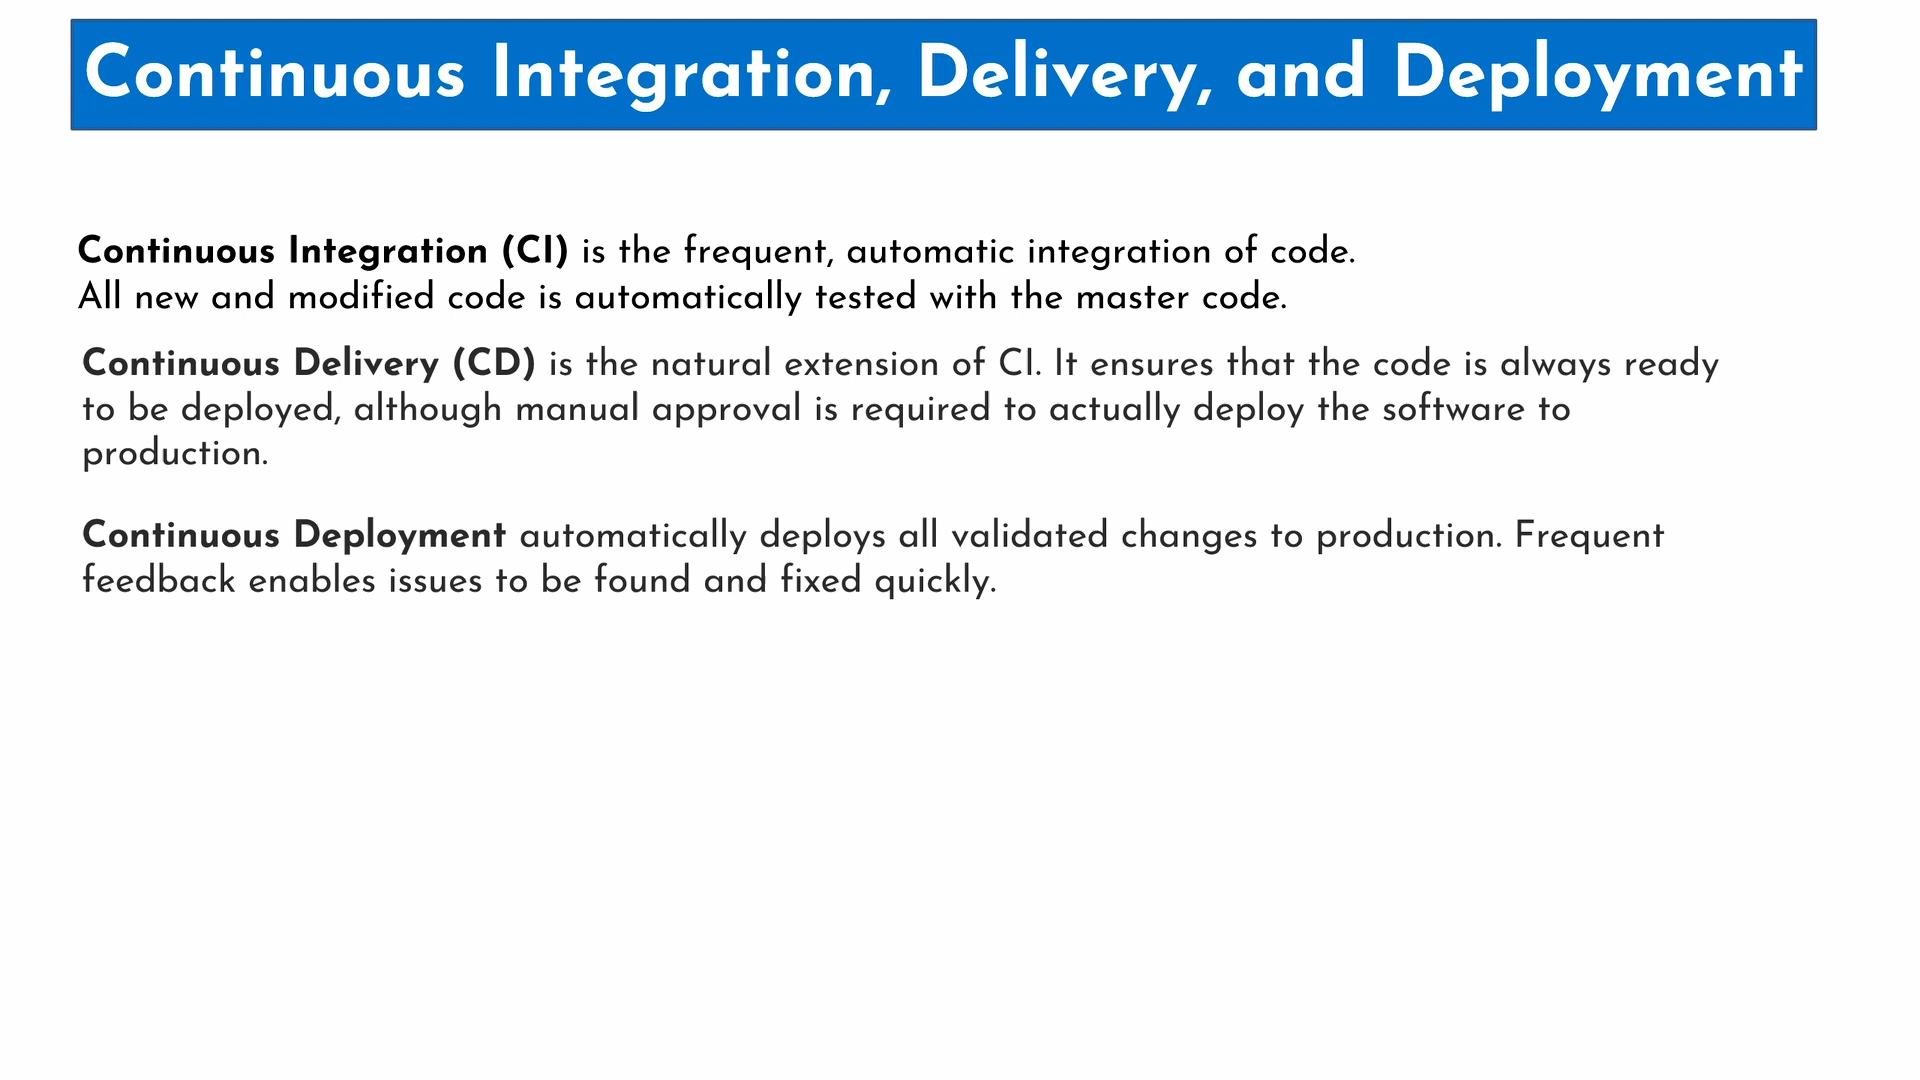 Continuous Integration, Delivery, and Deployment
Continuous Integration (CI) is the frequent, automatic integration of code.
All new and modified code is automatically tested with the master code.
Continuous Delivery (CD) is the natural extension of CI. It ensures that the code is always ready
to be deployed, although manual approval is required to actually deploy the software to
production.
Continuous Deployment automatically deploys all validated changes to production. Frequent
feedback enables issues to be found and fixed quickly.